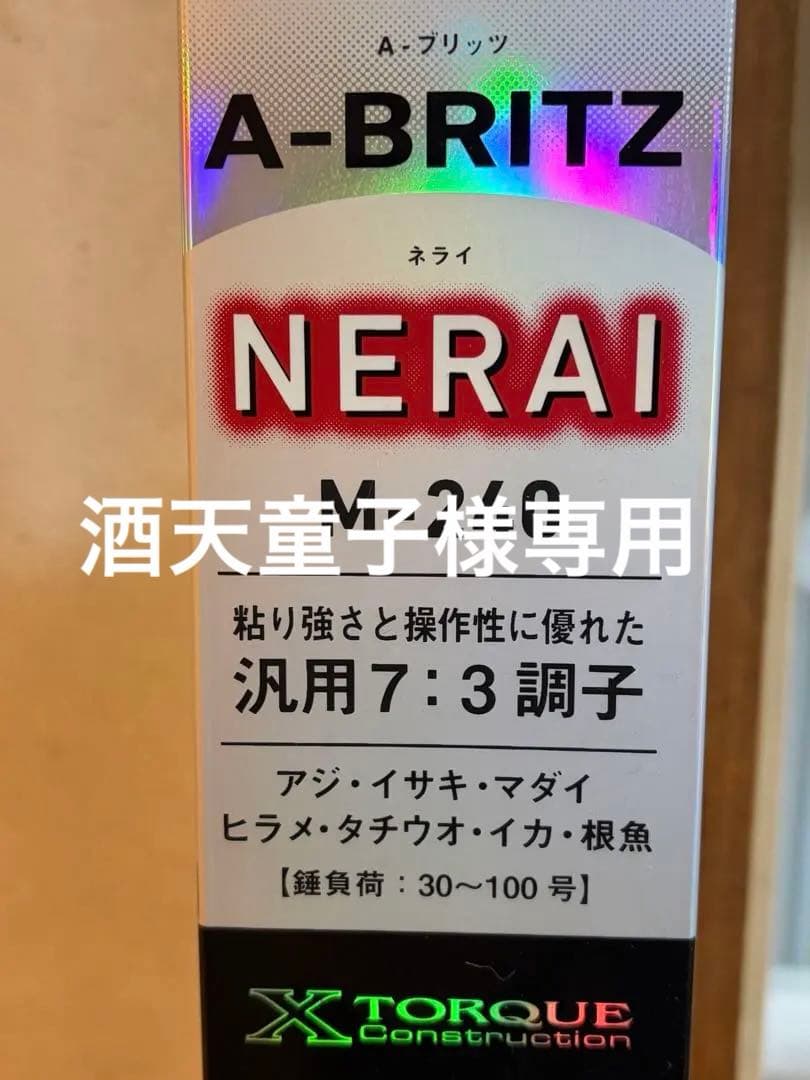 A-ブリッツ
A-BRITZ
ネライ
NERAI
M-240
酒天童子様専用
粘り強さと操作性に優れた
汎用7:3調子
アジ・イサキ・マダイ
ヒラメ・タチウオ・イカ・根魚
【錘負荷:30〜100号】
X TORQUE
Construction